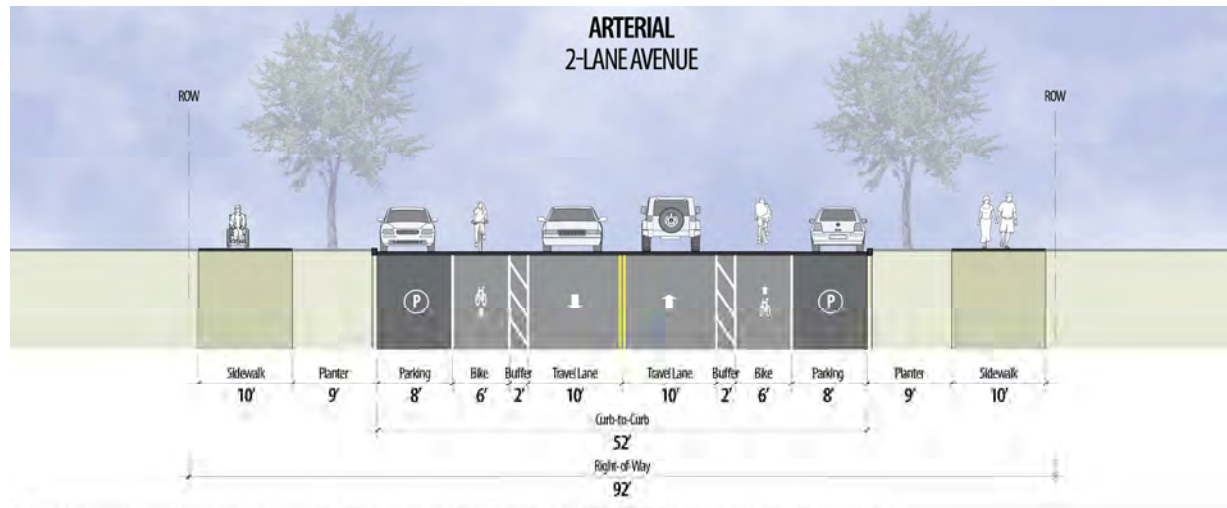 ARTERIAL
2-LANE AVENUE
ROW
ROW
P
P
Sidewalk Planter Parking Bike Buffer Travel Lane Travel Lane Buffer Bike Parking Planter Sidewalk
10' 9' 8' 6' 2' 10' 10' 2' 6' 8' 9' 10'
Curb-to-Curb
52'
Right-of-Way
92'